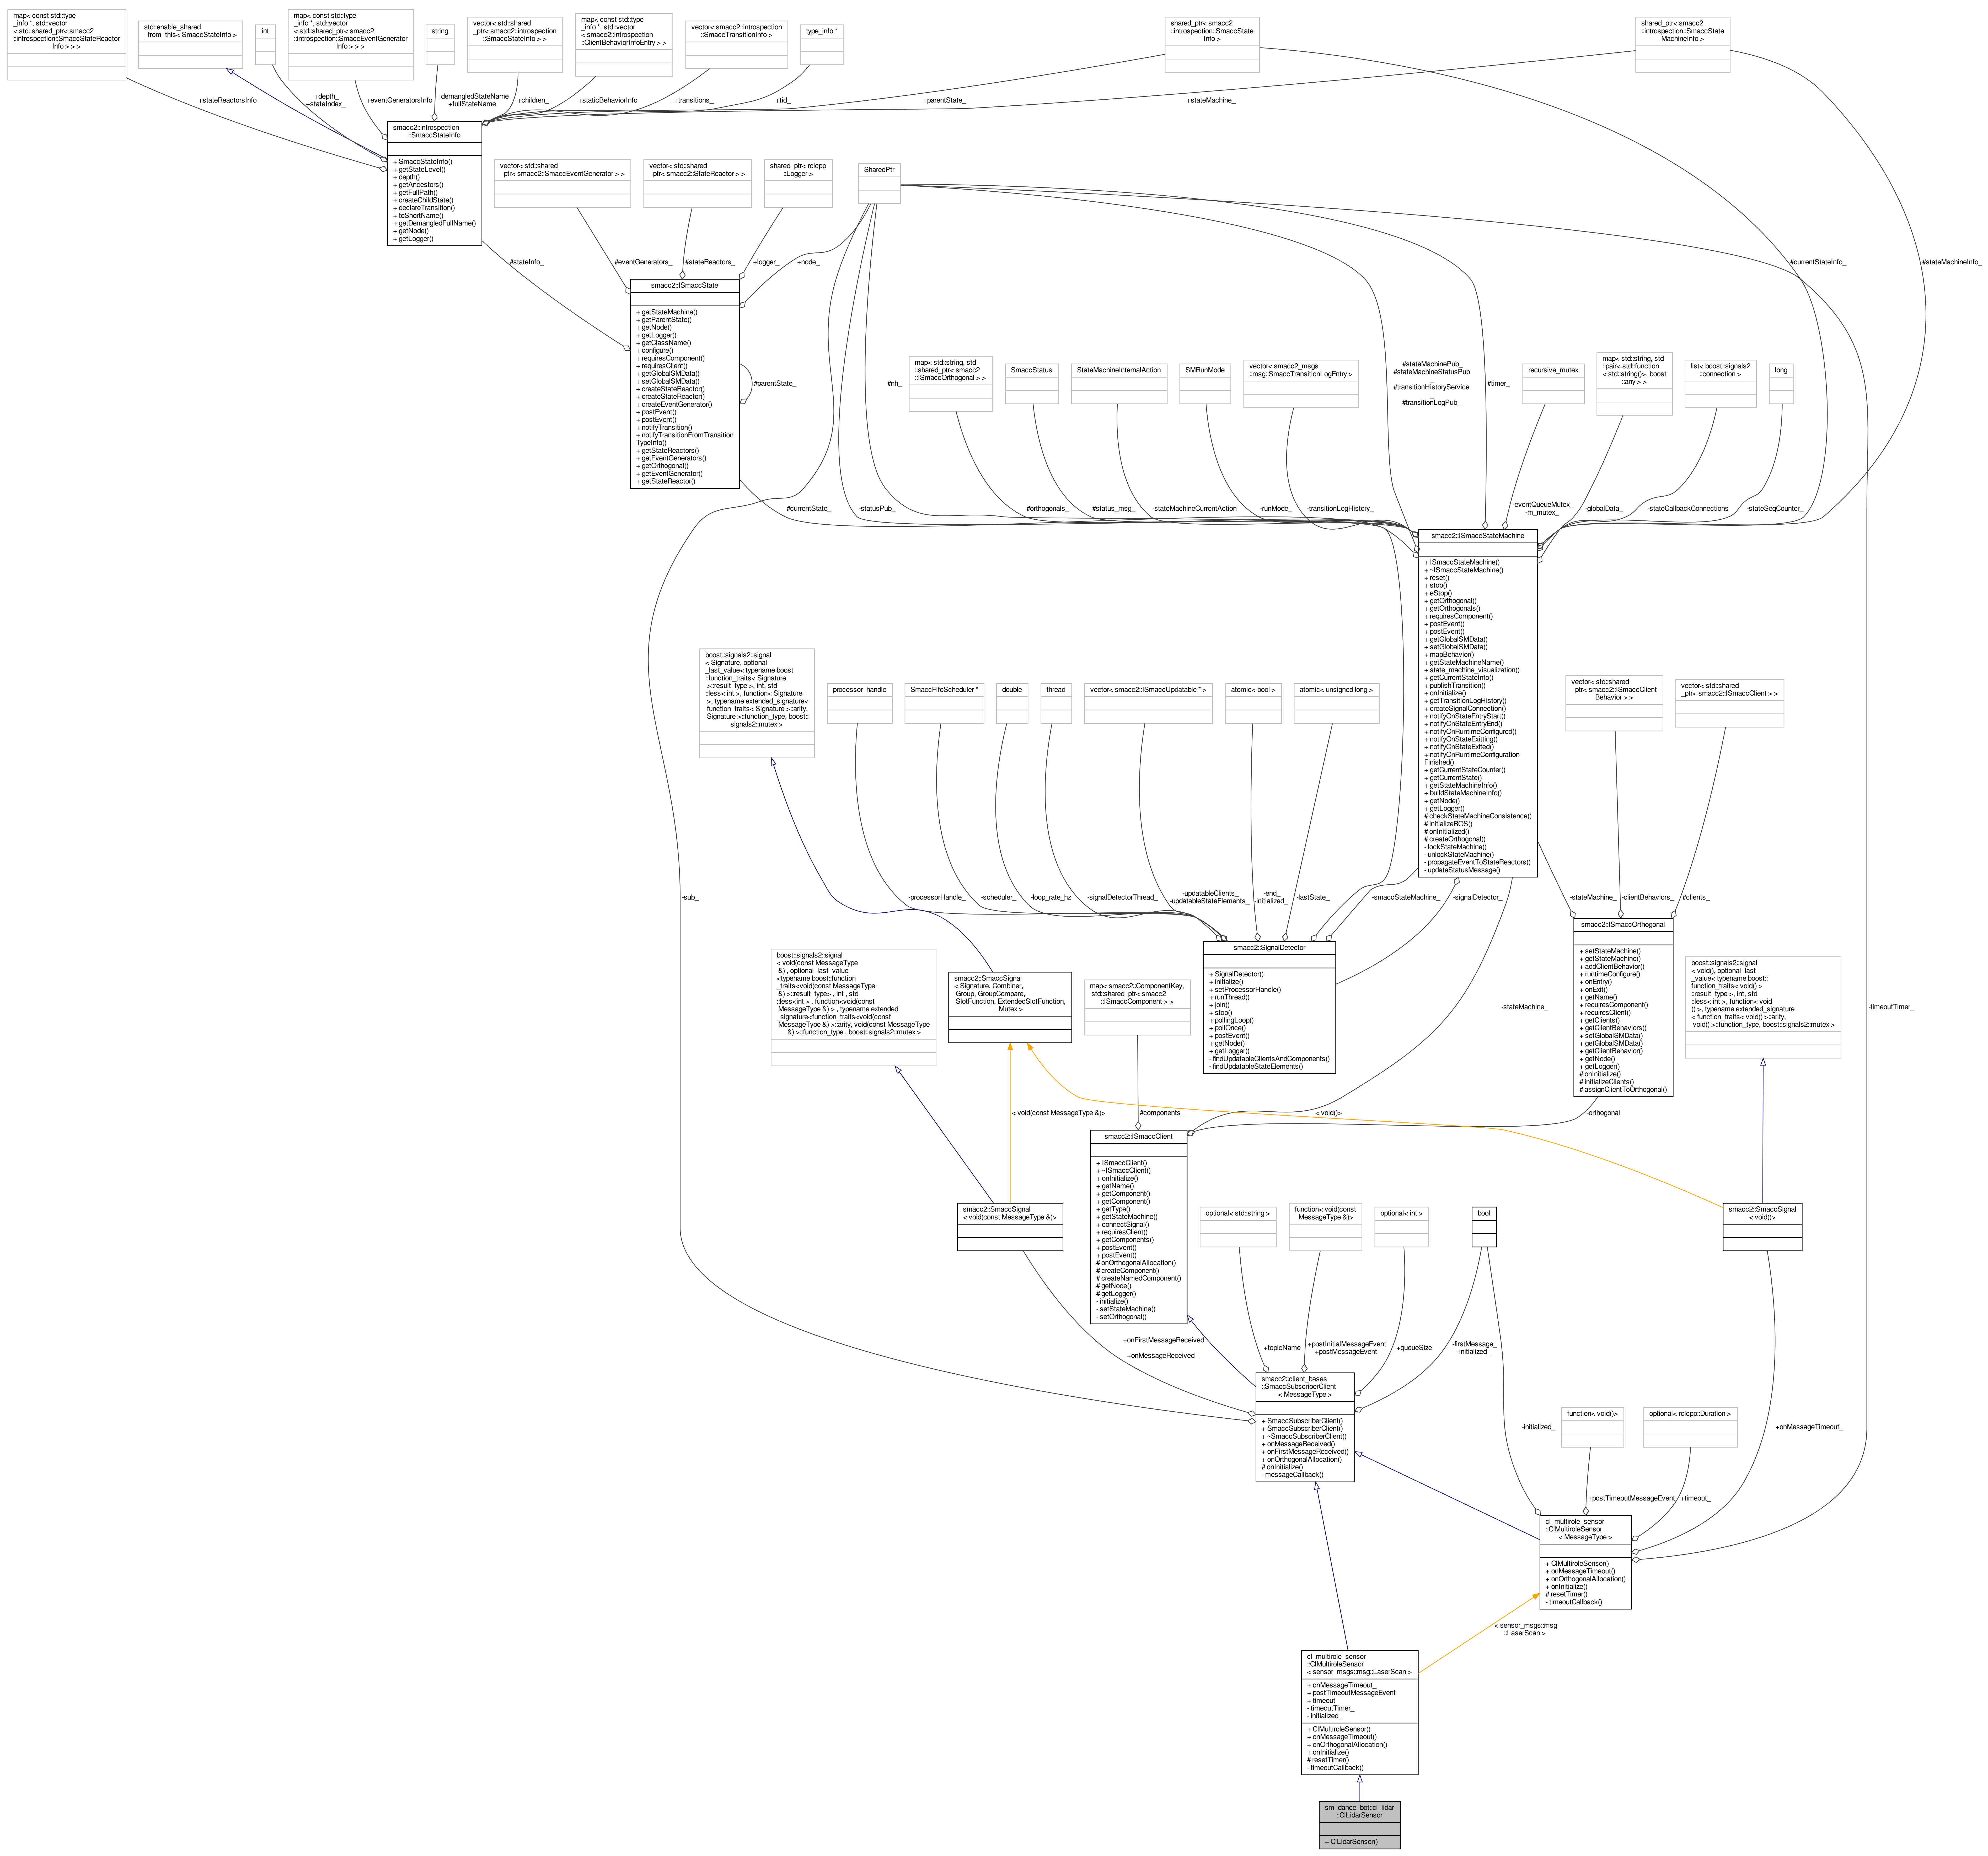 map< const std::type
_info *, std::vector
< std::shared_ptr< smacc2
::introspection::SmaccStateReactor
Info > > >
std::enable_shared
_from_this< SmaccStateInfo >
int
map< const std::type
_info *, std::vector
< std::shared_ptr< smacc2
::introspection::SmaccEventGenerator
Info > > >
string
vector< std::shared
_ptr< smacc2::introspection
::SmaccStateInfo > >
map< const std::type
_info *, std::vector
< smacc2::introspection
::ClientBehaviorInfoEntry > >
vector< smacc2::introspection
::SmaccTransitionInfo >
type_info *
shared_ptr< smacc2
::introspection::SmaccState
Info >
shared_ptr< smacc2
::introspection::SmaccState
MachineInfo >
+stateReactorsInfo
+depth_
+stateIndex_
+eventGeneratorsInfo
+demangledStateName
+fullStateName
+children_
+staticBehaviorInfo
+transitions_
+tid_
+parentState_
+stateMachine_
smacc2::introspection
::SmaccStateInfo
+ SmaccStateInfo()
+ getStateLevel()
+ depth()
+ getAncestors()
+ getFullPath()
+ createChildState()
+ declareTransition()
+ toShortName()
+ getDemangledFullName()
+ getNode()
+ getLogger()
vector< std::shared
_ptr< smacc2::SmaccEventGenerator > >
vector< std::shared
_ptr< smacc2::StateReactor > >
shared_ptr< rclcpp
::Logger >
SharedPtr
#stateInfo_
#eventGenerators_
#stateReactors_
+logger_
+node_
#currentStateInfo_
#stateMachineInfo_
smacc2::ISmaccState
+ getStateMachine()
+ getParentState()
+ getNode()
+ getLogger()
+ getClassName()
+ configure()
+ requiresComponent()
+ requiresClient()
+ getGlobalSMData()
+ setGlobalSMData()
+ createStateReactor()
+ createStateReactor()
+ createEventGenerator()
+ postEvent()
+ postEvent()
+ notifyTransition()
+ notifyTransitionFromTransition
TypeInfo()
+ getStateReactors()
+ getEventGenerators()
+ getOrthogonal()
+ getEventGenerator()
+ getStateReactor()
#parentState_
#nh_
map< std::string, std
::shared_ptr< smacc2
::ISmaccOrthogonal > >
SmaccStatus
StateMachineInternalAction
SMRunMode
vector< smacc2_msgs
::msg::SmaccTransitionLogEntry >
#stateMachinePub_
#stateMachineStatusPub
_
#transitionHistoryService
_
#transitionLogPub_
#timer_
recursive_mutex
map< std::string, std
::pair< std::function
< std::string()>, boost
::any > >
list< boost::signals2
::connection >
long
#currentState_
-statusPub_
#orthogonals_
#status_msg_
-stateMachineCurrentAction
-runMode_
-transitionLogHistory_
-eventQueueMutex_
-m_mutex_
-globalData_
-stateCallbackConnections
-stateSeqCounter_
smacc2::ISmaccStateMachine
+ ISmaccStateMachine()
+ ~ISmaccStateMachine()
+ reset()
+ stop()
+ eStop()
+ getOrthogonal()
+ getOrthogonals()
+ requiresComponent()
+ postEvent()
+ postEvent()
+ getGlobalSMData()
+ setGlobalSMData()
+ mapBehavior()
+ getStateMachineName()
+ state_machine_visualization()
+ getCurrentStateInfo()
+ publishTransition()
+ onInitialize()
+ getTransitionLogHistory()
+ createSignalConnection()
+ notifyOnStateEntryStart()
+ notifyOnStateEntryEnd()
+ notifyOnRuntimeConfigured()
+ notifyOnStateExitting()
+ notifyOnStateExited()
+ notifyOnRuntimeConfiguration
Finished()
+ getCurrentStateCounter()
+ getCurrentState()
+ getStateMachineInfo()
+ buildStateMachineInfo()
+ getNode()
+ getLogger()
# checkStateMachineConsistence()
# initializeROS()
# onInitialized()
# createOrthogonal()
- lockStateMachine()
- unlockStateMachine()
- propagateEventToStateReactors()
- updateStatusMessage()
boost::signals2::signal
< Signature, optional
_last_value< typename boost
::function_traits< Signature
>::result_type >, int, std
::less< int >, function< Signature
>, typename extended_signature<
function_traits< Signature >::arity,
Signature >::function_type, boost::
signals2::mutex >
processor_handle
SmaccFifoScheduler *
double
thread
vector< smacc2::ISmaccUpdatable * >
atomic< bool >
atomic< unsigned long >
vector< std::shared
_ptr< smacc2::ISmaccClient
Behavior > >
vector< std::shared
_ptr< smacc2::ISmaccClient > >
-sub_
-processorHandle_
-scheduler_
-loop_rate_hz
-signalDetectorThread_
-updatableClients_
-updatableStateElements_
-end_
-initialized_
-lastState_
-smaccStateMachine_
-signalDetector_
-stateMachine_
-clientBehaviors_
#clients_
smacc2::SignalDetector
+ SignalDetector()
+ initialize()
+ setProcessorHandle()
+ runThread()
+ join()
+ stop()
+ pollingLoop()
+ pollOnce()
+ postEvent()
+ getNode()
+ getLogger()
- findUpdatableClientsAndComponents()
- findUpdatableStateElements()
smacc2::ISmaccOrthogonal
+ setStateMachine()
+ getStateMachine()
+ addClientBehavior()
+ runtimeConfigure()
+ onEntry()
+ onExit()
+ getName()
+ requiresComponent()
+ requiresClient()
+ getClients()
+ getClientBehaviors()
+ setGlobalSMData()
+ getGlobalSMData()
+ getClientBehavior()
+ getNode()
+ getLogger()
# onInitialize()
# initializeClients()
# assignClientToOrthogonal()
boost::signals2::signal
< void(const MessageType
&) , optional_last_value
<typename boost::function
_traits<void(const MessageType
&) >::result_type> , int , std
::less<int > , function<void(const
MessageType &) > , typename extended
_signature<function_traits<void(const
MessageType &) >::arity, void(const MessageType
&) >::function_type , boost::signals2::mutex >
smacc2::SmaccSignal
< Signature, Combiner,
Group, GroupCompare,
SlotFunction, ExtendedSlotFunction,
Mutex >
map< smacc2::ComponentKey,
std::shared_ptr< smacc2
::ISmaccComponent > >
boost::signals2::signal
< void(), optional_last
_value< typename boost::
function_traits< void() >
::result_type >, int, std
::less< int >, function< void
() >, typename extended_signature
< function_traits< void() >::arity,
void() >::function_type, boost::signals2::mutex >
-stateMachine_
-timeoutTimer_
< void(const MessageType &)>
#components_
< void()>
-orthogonal_
smacc2::ISmaccClient
+ ISmaccClient()
+ ~ISmaccClient()
+ onInitialize()
+ getName()
+ getComponent()
+ getComponent()
+ getType()
+ getStateMachine()
+ connectSignal()
+ requiresClient()
+ getComponents()
+ postEvent()
+ postEvent()
# onOrthogonalAllocation()
# createComponent()
# createNamedComponent()
# getNode()
# getLogger()
- initialize()
- setStateMachine()
- setOrthogonal()
smacc2::SmaccSignal
< void(const MessageType &)>
optional< std::string >
function< void(const
MessageType &)>
optional< int >
bool
smacc2::SmaccSignal
< void()>
+onFirstMessageReceived
_
+onMessageReceived_
+topicName
+postInitialMessageEvent
+postMessageEvent
+queueSize
-firstMessage_
-initialized_
smacc2::client_bases
::SmaccSubscriberClient
< MessageType >
+ SmaccSubscriberClient()
+ SmaccSubscriberClient()
+ ~SmaccSubscriberClient()
+ onMessageReceived()
+ onFirstMessageReceived()
+ onOrthogonalAllocation()
# onInitialize()
- messageCallback()
function< void()>
optional< rclcpp::Duration >
-initialized_
+onMessageTimeout_
+postTimeoutMessageEvent
+timeout_
cl_multirole_sensor
::ClMultiroleSensor
< MessageType >
+ ClMultiroleSensor()
+ onMessageTimeout()
+ onOrthogonalAllocation()
+ onInitialize()
# resetTimer()
- timeoutCallback()
< sensor_msgs::msg
::LaserScan >
cl_multirole_sensor
::ClMultiroleSensor
< sensor_msgs::msg::LaserScan >
+ onMessageTimeout_
+ postTimeoutMessageEvent
+ timeout_
- timeoutTimer_
- initialized_
+ ClMultiroleSensor()
+ onMessageTimeout()
+ onOrthogonalAllocation()
+ onInitialize()
# resetTimer()
- timeoutCallback()
sm_dance_bot::cl_lidar
::ClLidarSensor
+ ClLidarSensor()